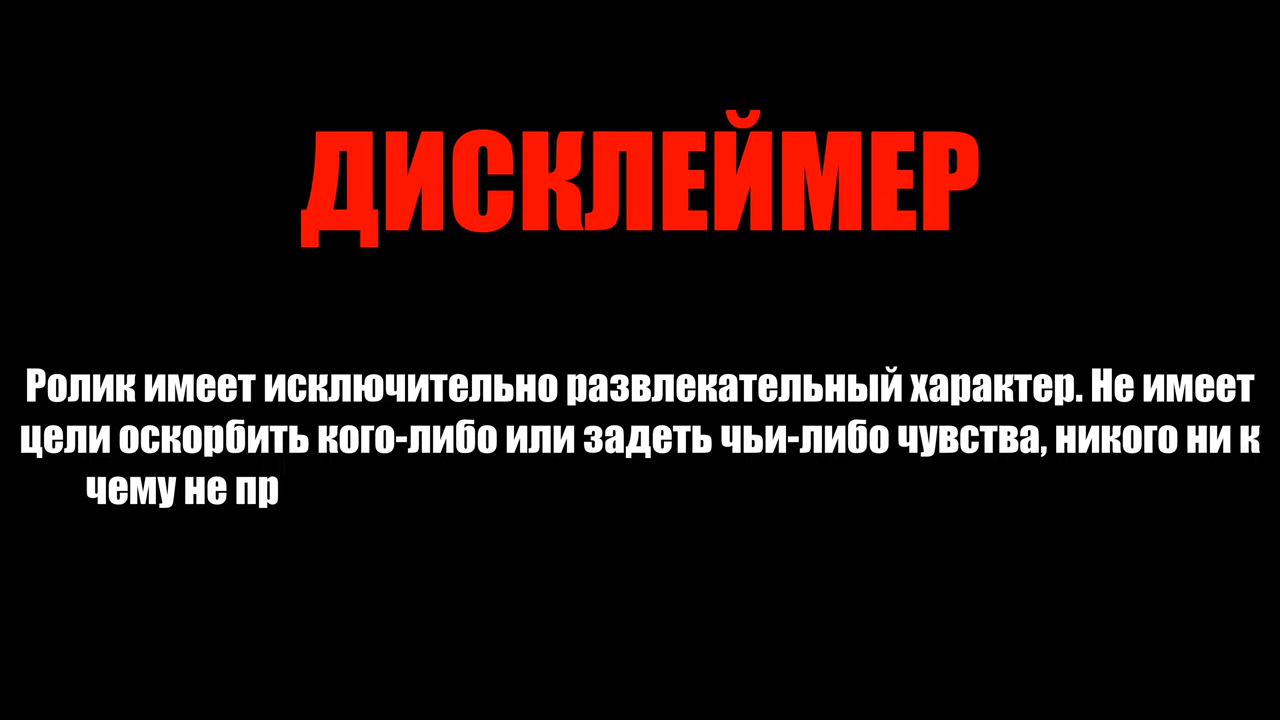 ДИСКЛЕЙМЕР
Ролик имеет исключительно развлекательный характер. Не имеет
цели оскорбить кого-либо или задеть чьи-либо чувства, никого ни к
чему не пр